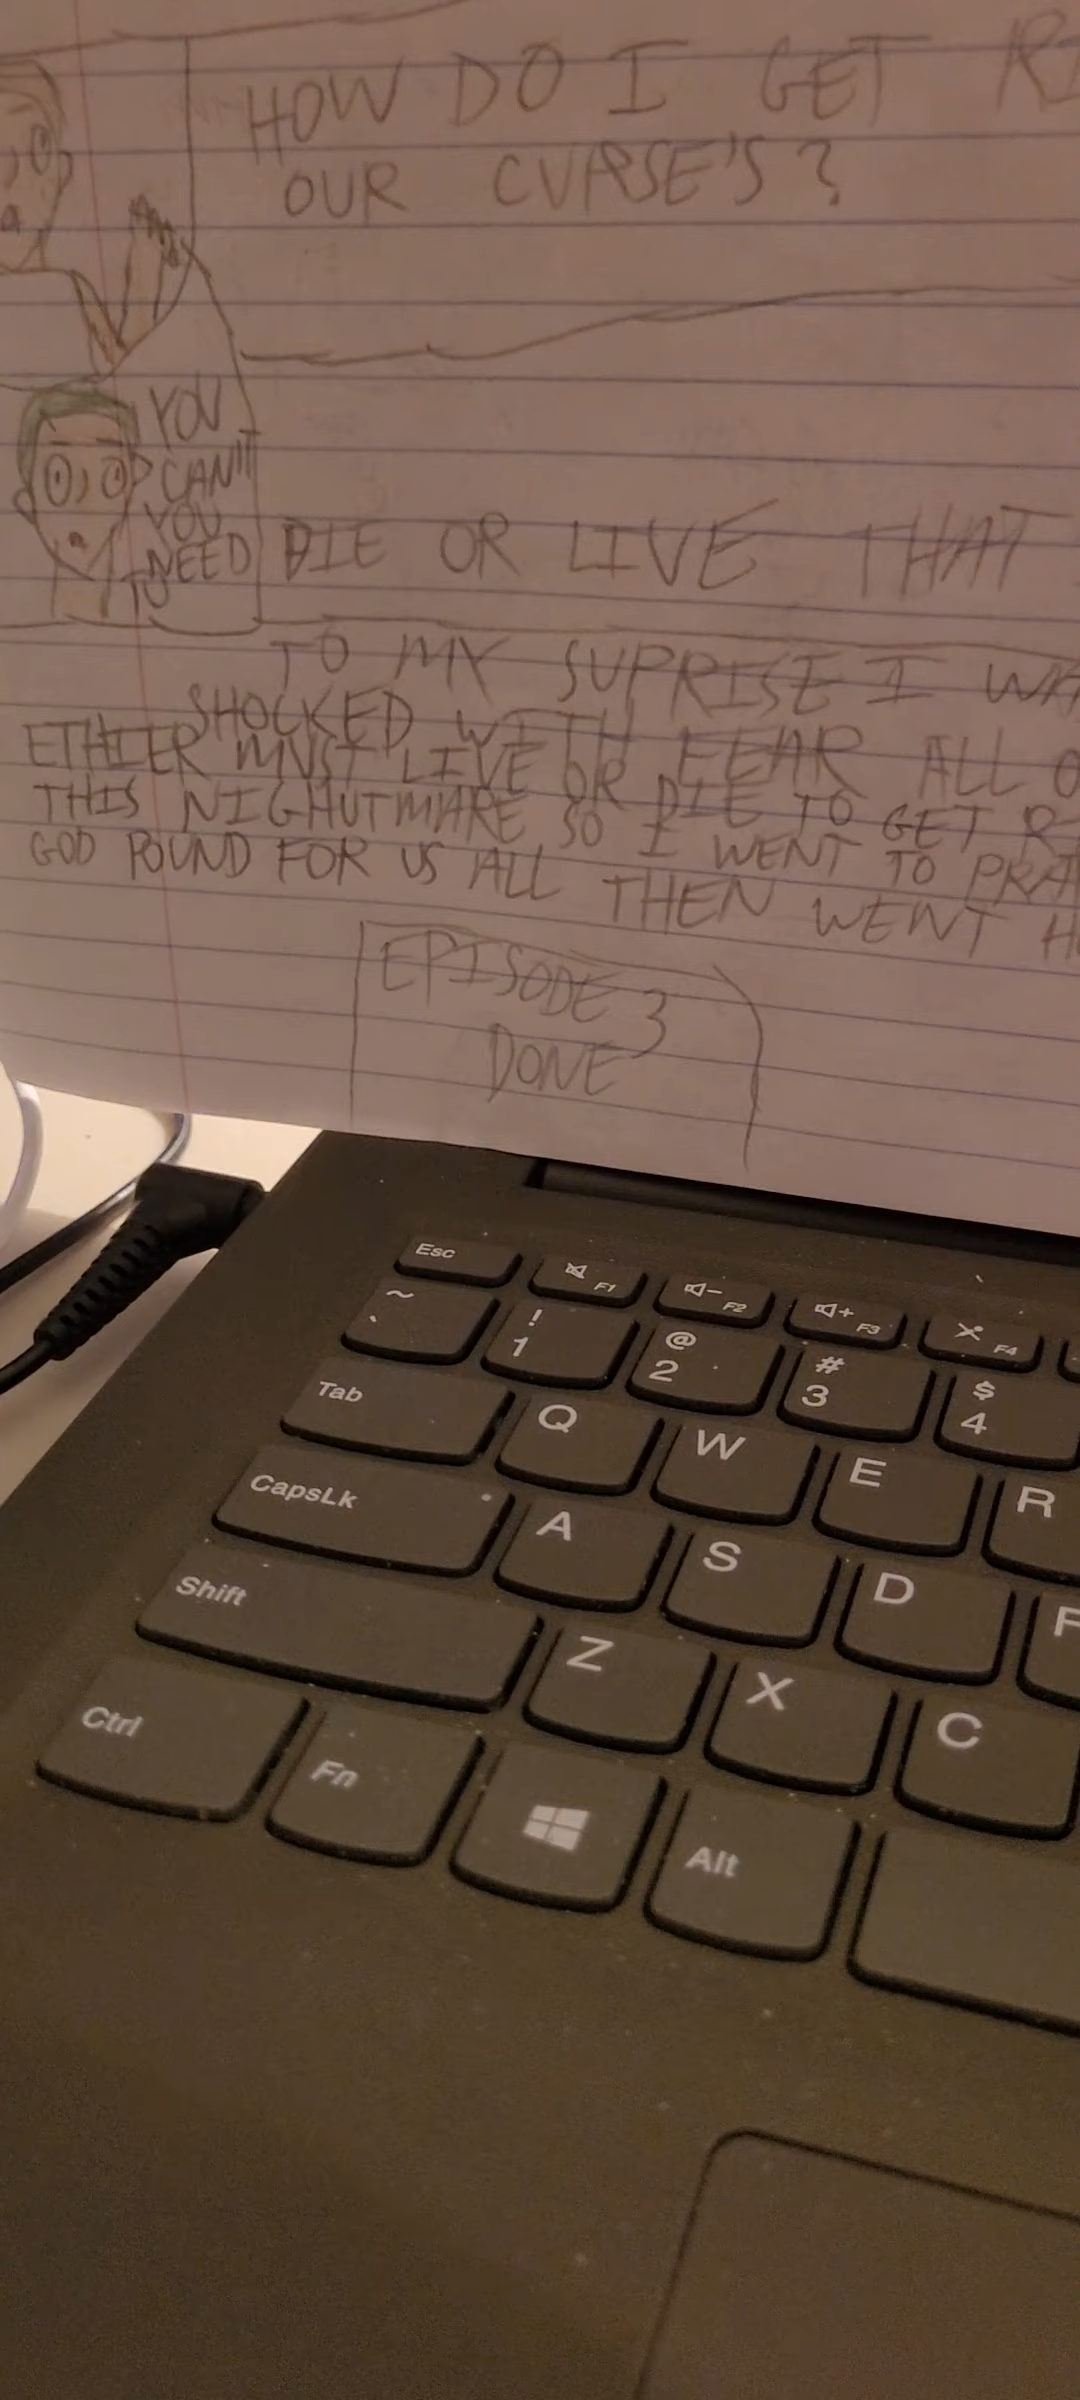 HOW DO I GET
OUR CURSE'S?
YOU
CAN'T
YOU
NEED
TO
DIE OR LIVE THAT
TO MY SUPRISE I
SHOCKED WITH FEAR ALL
ETHIER MUST LIVE OR DIE TO GET
THIS NIGHUTMARE SO I WENT TO
GOD POUND FOR US ALL THEN WENT
EPISODE 3
DONE
Esc
F1
F2
F3
F4
~
`
!
1
@
2
#
3
$
4
Tab
Q
W
E
R
CapsLk
A
S
D
F
Shift
Z
X
C
Ctrl
Fn
Alt